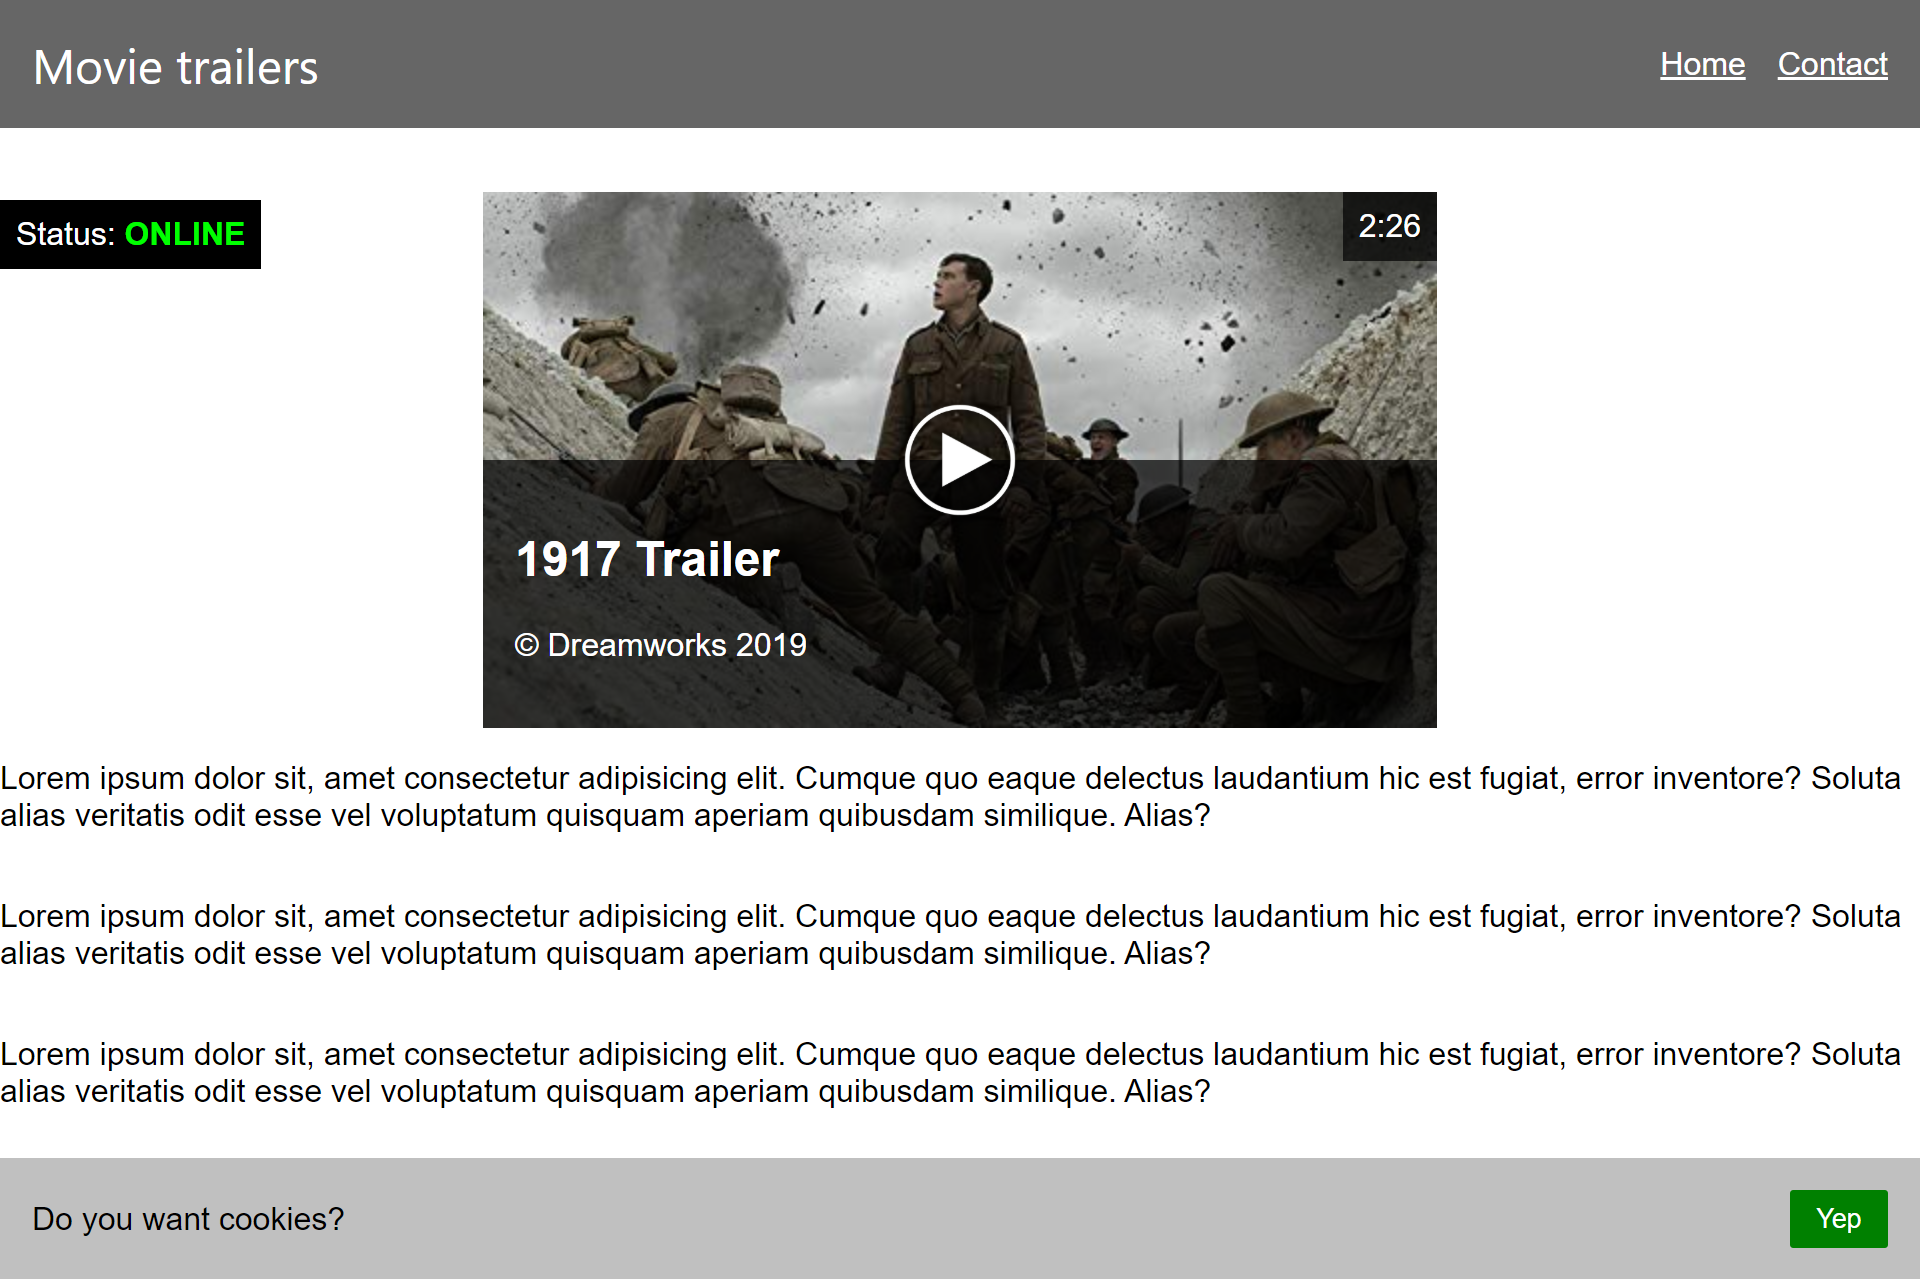 Movie trailers
Home Contact
Status: ONLINE
2:26
1917 Trailer
© Dreamworks 2019
Lorem ipsum dolor sit, amet consectetur adipisicing elit. Cumque quo eaque delectus laudantium hic est fugiat, error inventore? Soluta
alias veritatis odit esse vel voluptatum quisquam aperiam quibusdam similique. Alias?
Lorem ipsum dolor sit, amet consectetur adipisicing elit. Cumque quo eaque delectus laudantium hic est fugiat, error inventore? Soluta
alias veritatis odit esse vel voluptatum quisquam aperiam quibusdam similique. Alias?
Lorem ipsum dolor sit, amet consectetur adipisicing elit. Cumque quo eaque delectus laudantium hic est fugiat, error inventore? Soluta
alias veritatis odit esse vel voluptatum quisquam aperiam quibusdam similique. Alias?
Do you want cookies?
Yep